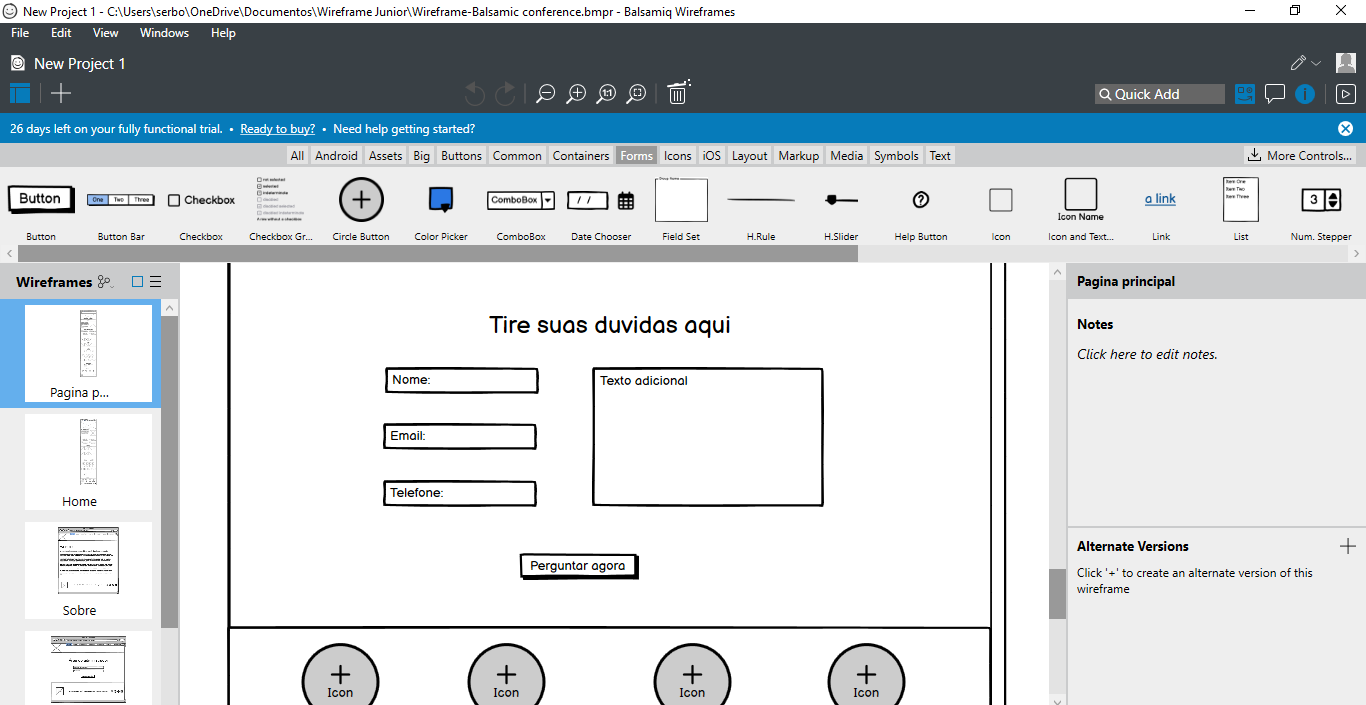 New Project 1 - C:\Users\serbo\OneDrive\Documentos\Wireframe Junior\Wireframe-Balsamic conference.bmpr - Balsamiq Wireframes
File Edit View Windows Help
New Project 1
1:1
Quick Add
26 days left on your fully functional trial. • Ready to buy? • Need help getting started?
All Android Assets Big Buttons Common Containers Forms Icons iOS Layout Markup Media Symbols Text More Controls...
Button One Two Three Checkbox ComboBox / / a link Item One Item Two Item Three 3
Icon Name
Button Button Bar Checkbox Checkbox Gr... Circle Button Color Picker ComboBox Date Chooser Field Set H.Rule H.Slider Help Button Icon Icon and Text... Link List Num. Stepper
Wireframes
Pagina p...
Home
Sobre
Tire suas duvidas aqui
Nome:
Texto adicional
Email:
Telefone:
Perguntar agora
Icon Icon Icon Icon
Pagina principal
Notes
Click here to edit notes.
Alternate Versions
Click '+' to create an alternate version of this
wireframe